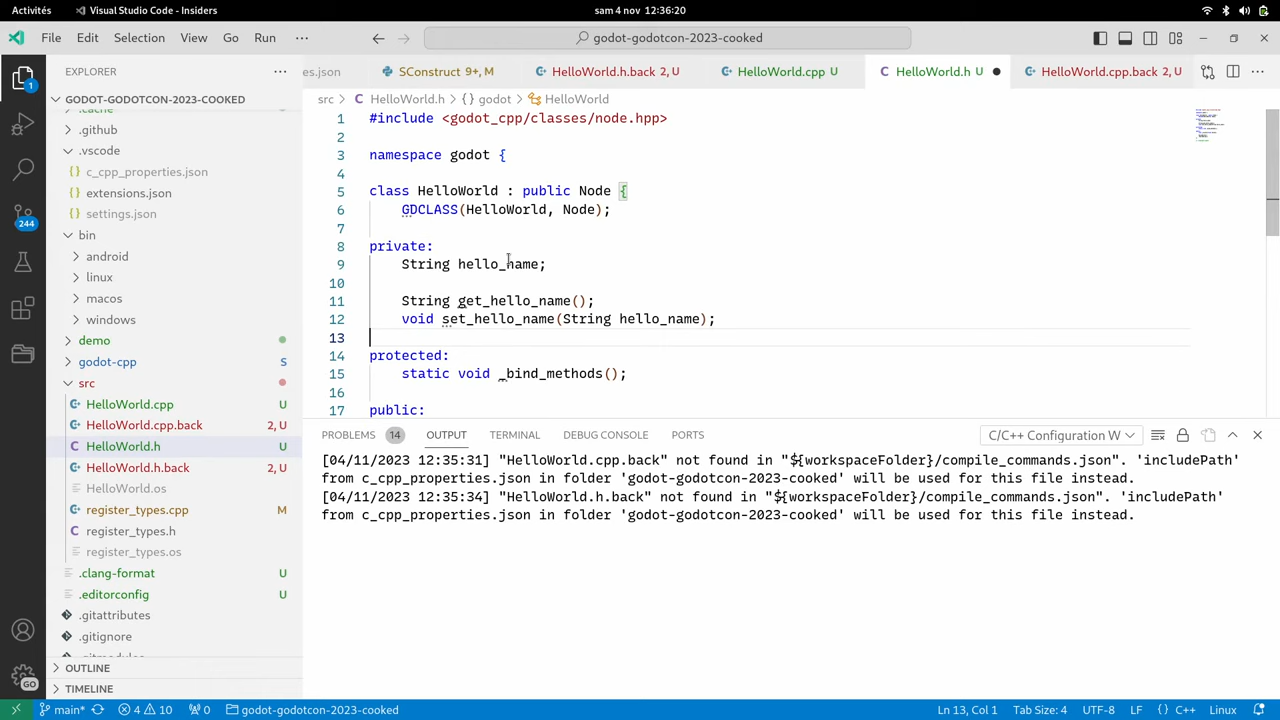 Activités
Visual Studio Code - Insiders
sam 4 nov 12:36:20
File Edit Selection View Go Run ···
godot-godotcon-2023-cooked
EXPLORER
es.json
SConstruct 9+, M
HelloWorld.h.back 2, U
HelloWorld.cpp U
HelloWorld.h U
HelloWorld.cpp.back 2, U
GODOT-GODOTCON-2023-COOKED
.cache
.github
.vscode
c_cpp_properties.json
extensions.json
settings.json
bin
android
linux
macos
windows
demo
godot-cpp S
src
HelloWorld.cpp U
HelloWorld.cpp.back 2, U
HelloWorld.h U
HelloWorld.h.back 2, U
HelloWorld.os
register_types.cpp M
register_types.h
register_types.os
.clang-format U
.editorconfig U
.gitattributes
.gitignore
.gitmodules
OUTLINE
TIMELINE
1
244
GO
src > C HelloWorld.h > {} godot > HelloWorld
1 #include <godot_cpp/classes/node.hpp>
2
3 namespace godot {
4
5 class HelloWorld : public Node {
6 GDCLASS(HelloWorld, Node);
7
8 private:
9 String hello_name;
10
11 String get_hello_name();
12 void set_hello_name(String hello_name);
13
14 protected:
15 static void _bind_methods();
16
17 public:
PROBLEMS 14 OUTPUT TERMINAL DEBUG CONSOLE PORTS
C/C++ Configuration W
[04/11/2023 12:35:31] "HelloWorld.cpp.back" not found in "${workspaceFolder}/compile_commands.json". 'includePath'
from c_cpp_properties.json in folder 'godot-godotcon-2023-cooked' will be used for this file instead.
[04/11/2023 12:35:34] "HelloWorld.h.back" not found in "${workspaceFolder}/compile_commands.json". 'includePath'
from c_cpp_properties.json in folder 'godot-godotcon-2023-cooked' will be used for this file instead.
main* 4 10 0 godot-godotcon-2023-cooked
Ln 13, Col 1 Tab Size: 4 UTF-8 LF {} C++ Linux